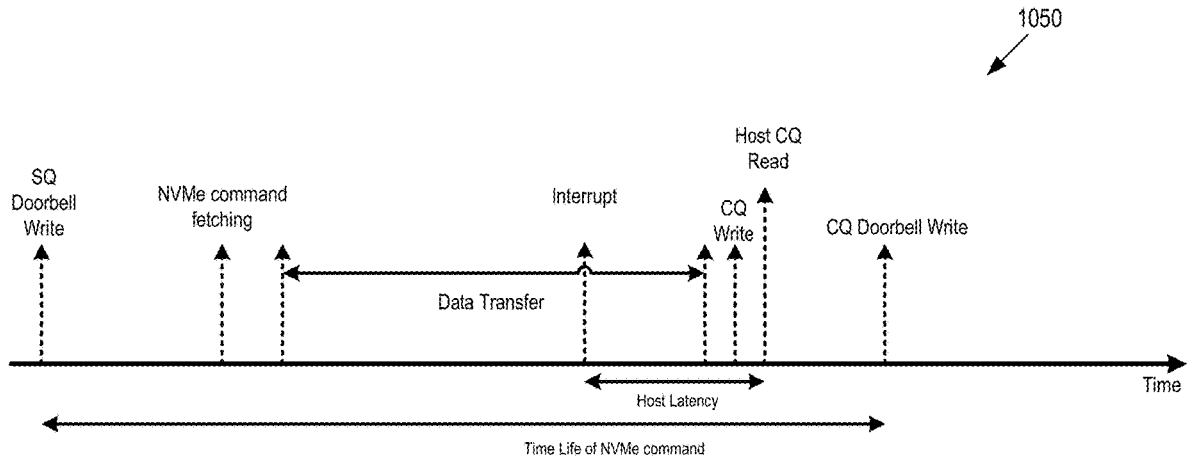 1050
SQ
Doorbell
Write
NVMe command
fetching
Interrupt
CQ
Write
Host CQ
Read
CQ Doorbell Write
Data Transfer
Time
Host Latency
Time Life of NVMe command